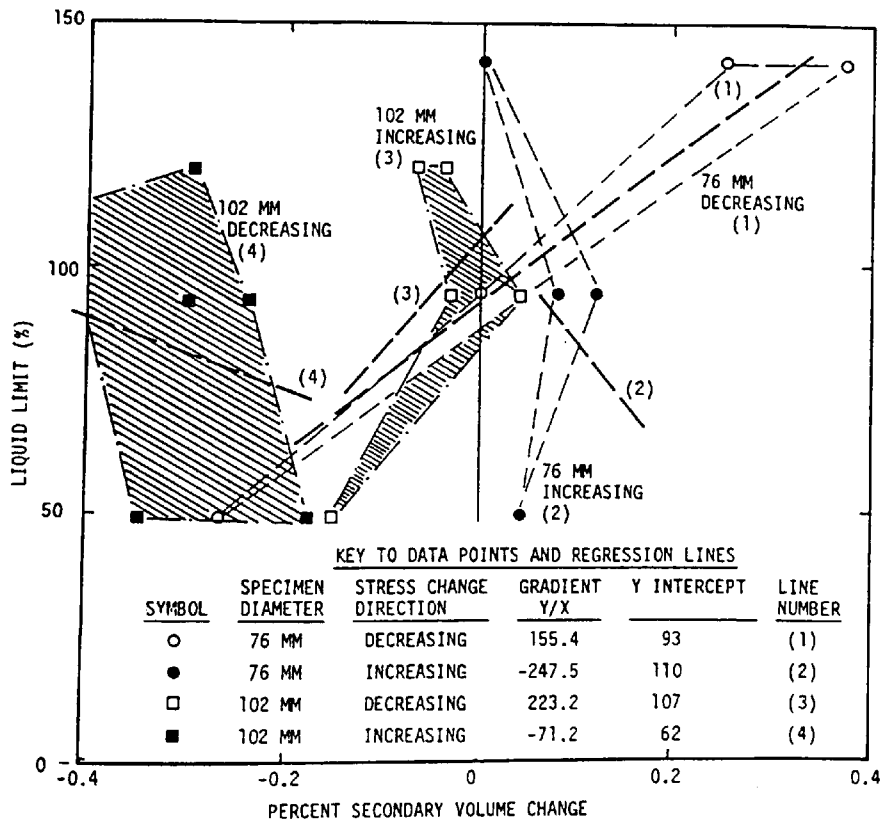 150
100
50
0
LIQUID LIMIT (%)
(1)
102 MM
INCREASING
(3)
76 MM
DECREASING
(1)
102 MM
DECREASING
(4)
(3)
(4)
(2)
76 MM
INCREASING
(2)
KEY TO DATA POINTS AND REGRESSION LINES
SYMBOL SPECIMEN DIAMETER STRESS CHANGE DIRECTION GRADIENT Y/X Y INTERCEPT LINE NUMBER
76 MM DECREASING 155.4 93 (1)
76 MM INCREASING -247.5 110 (2)
102 MM DECREASING 223.2 107 (3)
102 MM INCREASING -71.2 62 (4)
-0.4 -0.2 0 0.2 0.4
PERCENT SECONDARY VOLUME CHANGE